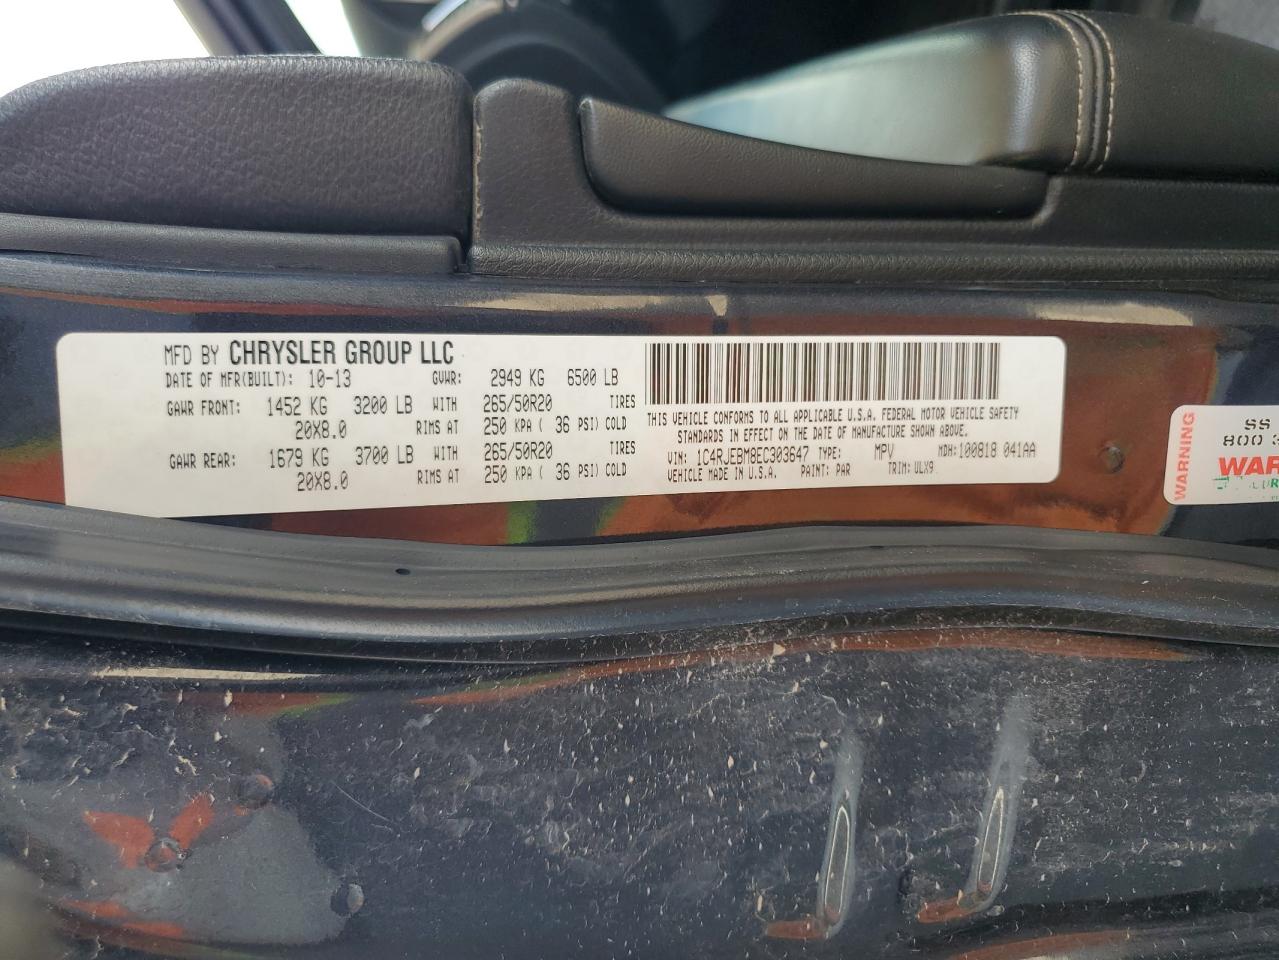 MFD BY CHRYSLER GROUP LLC
DATE OF MFR(BUILT): 10-13 GVWR: 2949 KG 6500 LB
GAWR FRONT: 1452 KG 3200 LB WITH 265/50R20 TIRES
20X8.0 RIMS AT 250 KPA ( 36 PSI) COLD
GAWR REAR: 1679 KG 3700 LB WITH 265/50R20 TIRES
20X8.0 RIMS AT 250 KPA ( 36 PSI) COLD
THIS VEHICLE CONFORMS TO ALL APPLICABLE U.S.A. FEDERAL MOTOR VEHICLE SAFETY
STANDARDS IN EFFECT ON THE DATE OF MANUFACTURE SHOWN ABOVE.
VIN: 1C4RJEBM8EC303647 TYPE: MPV MDH:100818 041AA
VEHICLE MADE IN U.S.A. PAINT: PAR TRIM: ULX9
WARNING
SS
800 3
WAR